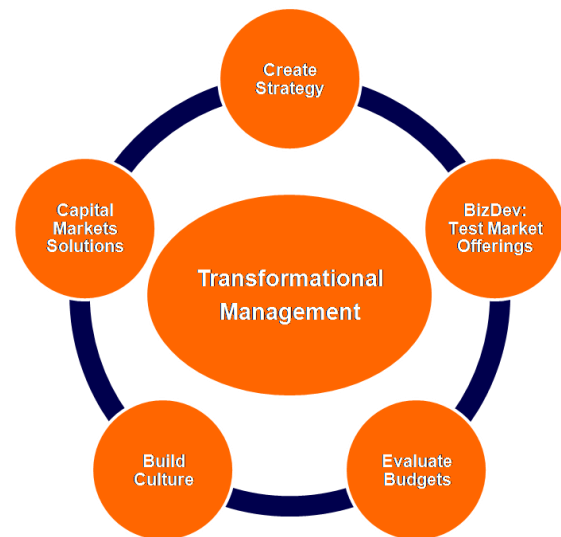 Create
Strategy
BizDev:
Test Market
Offerings
Evaluate
Budgets
Build
Culture
Capital
Markets
Solutions
Transformational
Management